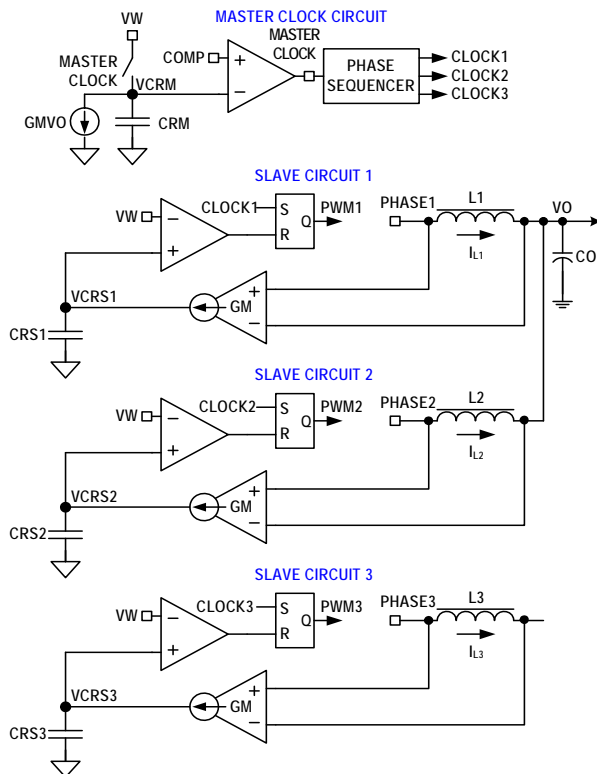 MASTER CLOCK CIRCUIT
VW
MASTER
CLOCK
VCRM
GMVO
CRM
COMP
+
−
MASTER
CLOCK
PHASE
SEQUENCER
CLOCK1
CLOCK2
CLOCK3
SLAVE CIRCUIT 1
VW
−
+
CLOCK1
S
R
Q
PWM1
PHASE1
L1
IL1
VO
CO
VCRS1
CRS1
GM
+
−
SLAVE CIRCUIT 2
VW
−
+
CLOCK2
S
R
Q
PWM2
PHASE2
L2
IL2
VCRS2
CRS2
GM
+
−
SLAVE CIRCUIT 3
VW
−
+
CLOCK3
S
R
Q
PWM3
PHASE3
L3
IL3
VCRS3
CRS3
GM
+
−